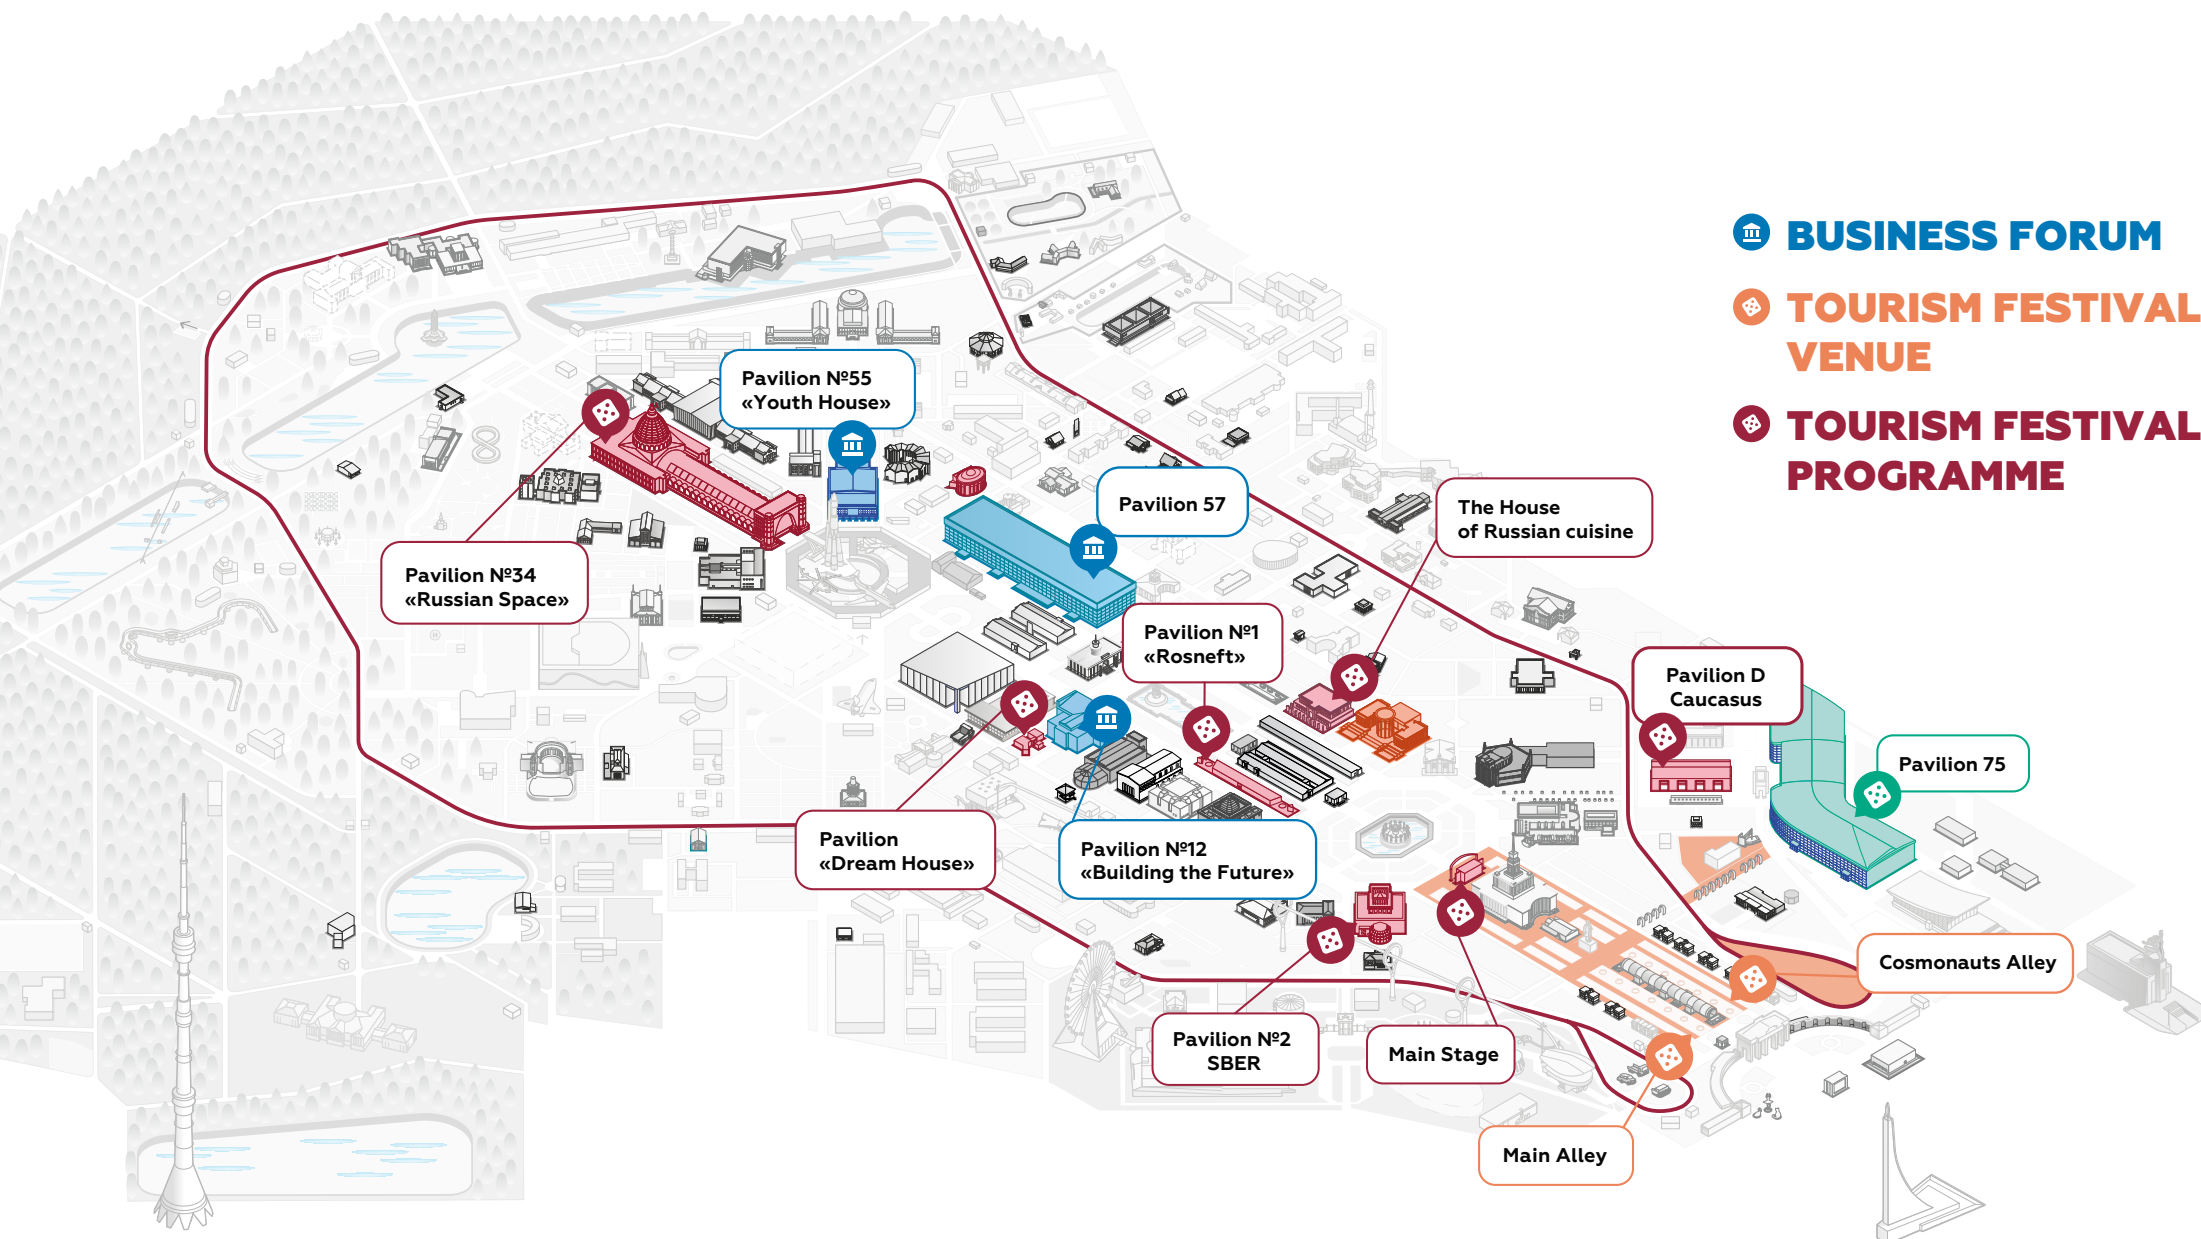 BUSINESS FORUM
TOURISM FESTIVAL
VENUE
TOURISM FESTIVAL
PROGRAMME
Pavilion №55
«Youth House»
Pavilion 57
The House
of Russian cuisine
Pavilion №34
«Russian Space»
Pavilion №1
«Rosneft»
Pavilion D
Caucasus
Pavilion 75
Pavilion
«Dream House»
Pavilion №12
«Building the Future»
Cosmonauts Alley
Pavilion №2
SBER
Main Stage
Main Alley